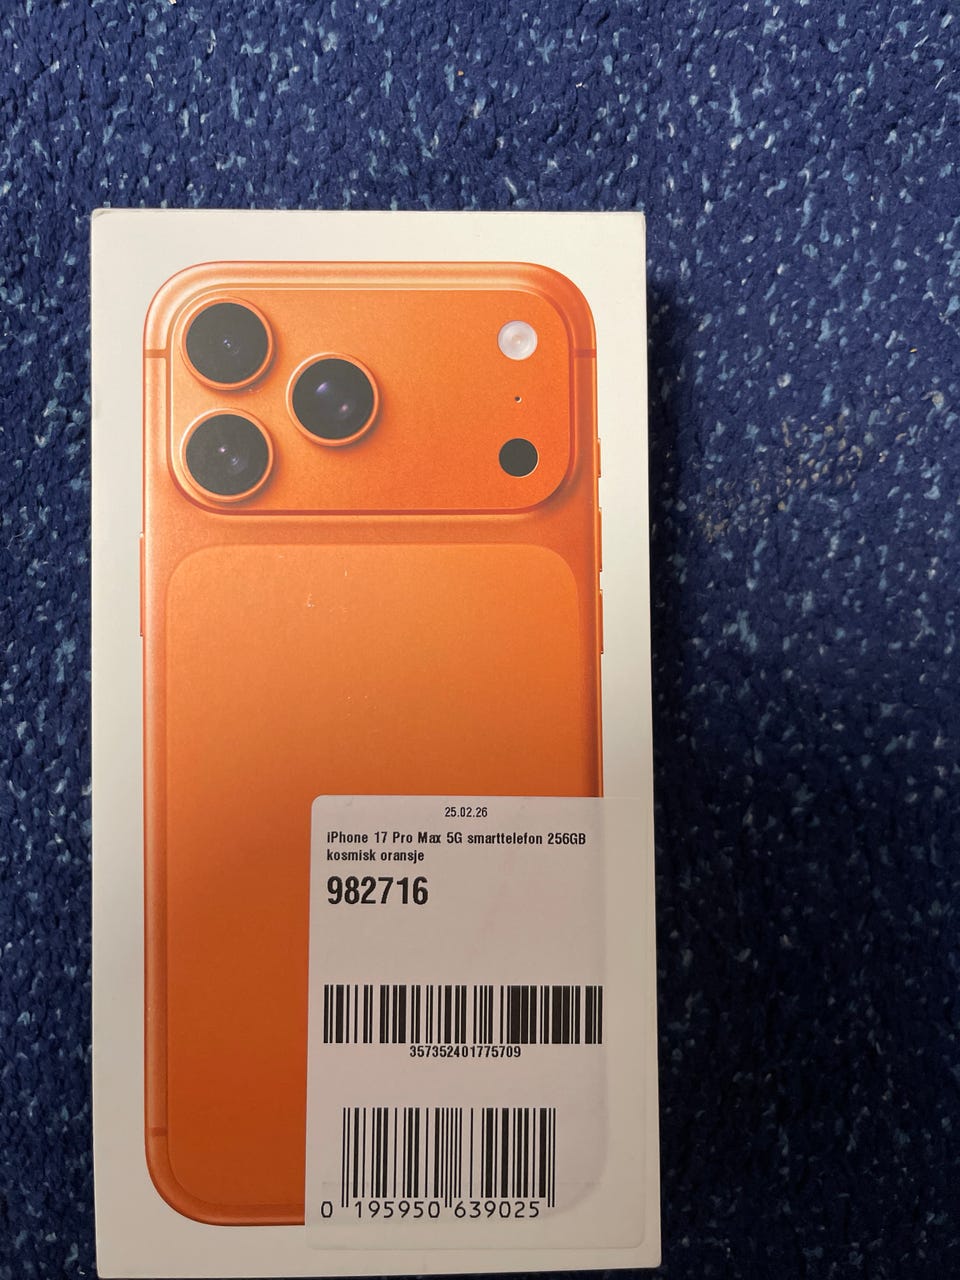 25.02.26
iPhone 17 Pro Max 5G smarttelefon 256GB
kosmisk oransje
982716
357352401775709
0 195950 639025